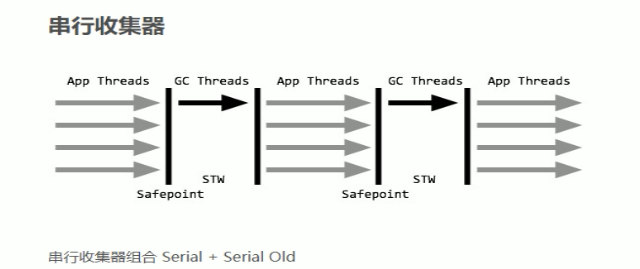 串行收集器
App Threads GC Threads App Threads GC Threads App Threads
STW STW
Safepoint Safepoint
串行收集器组合 Serial + Serial Old